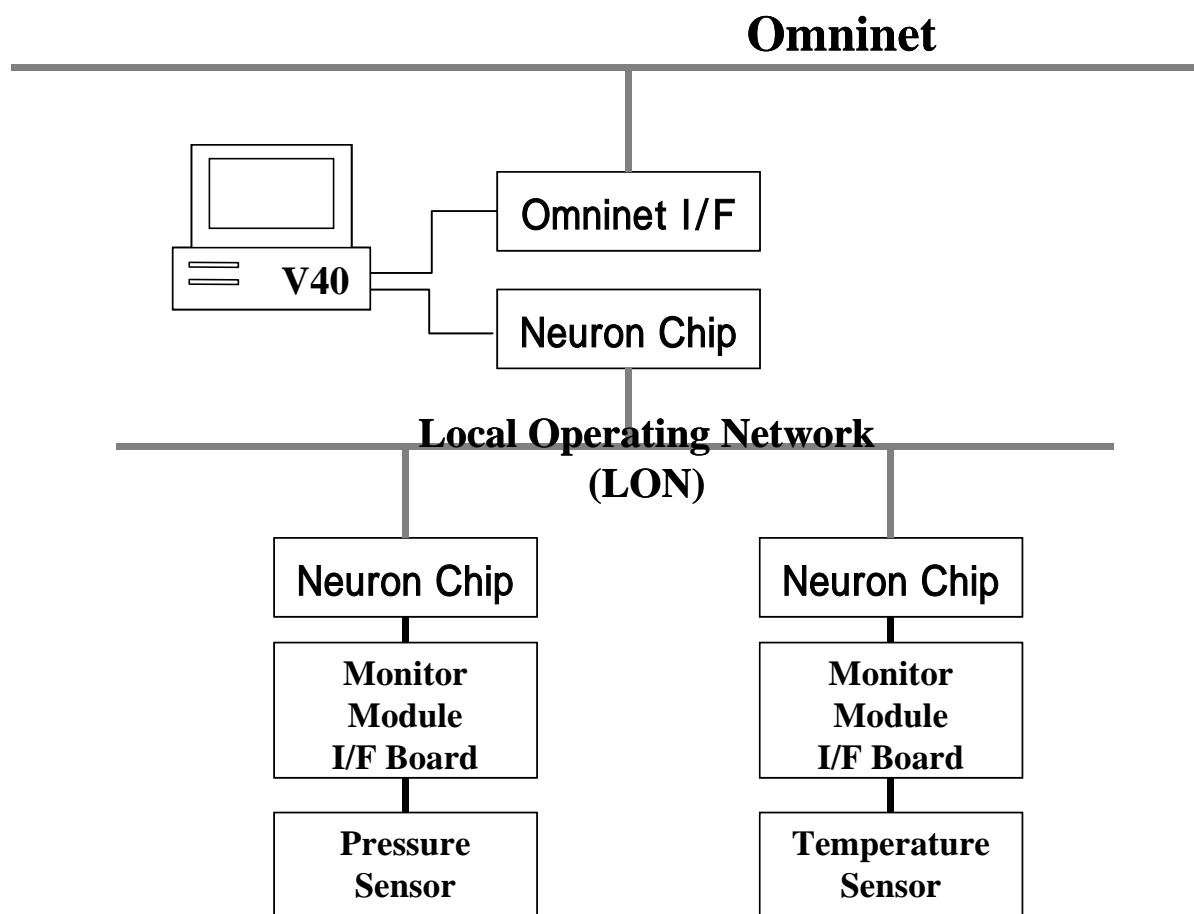 Omninet
Omninet I/F
V40
Neuron Chip
Local Operating Network
(LON)
Neuron Chip
Monitor
Module
I/F Board
Pressure
Sensor
Neuron Chip
Monitor
Module
I/F Board
Temperature
Sensor